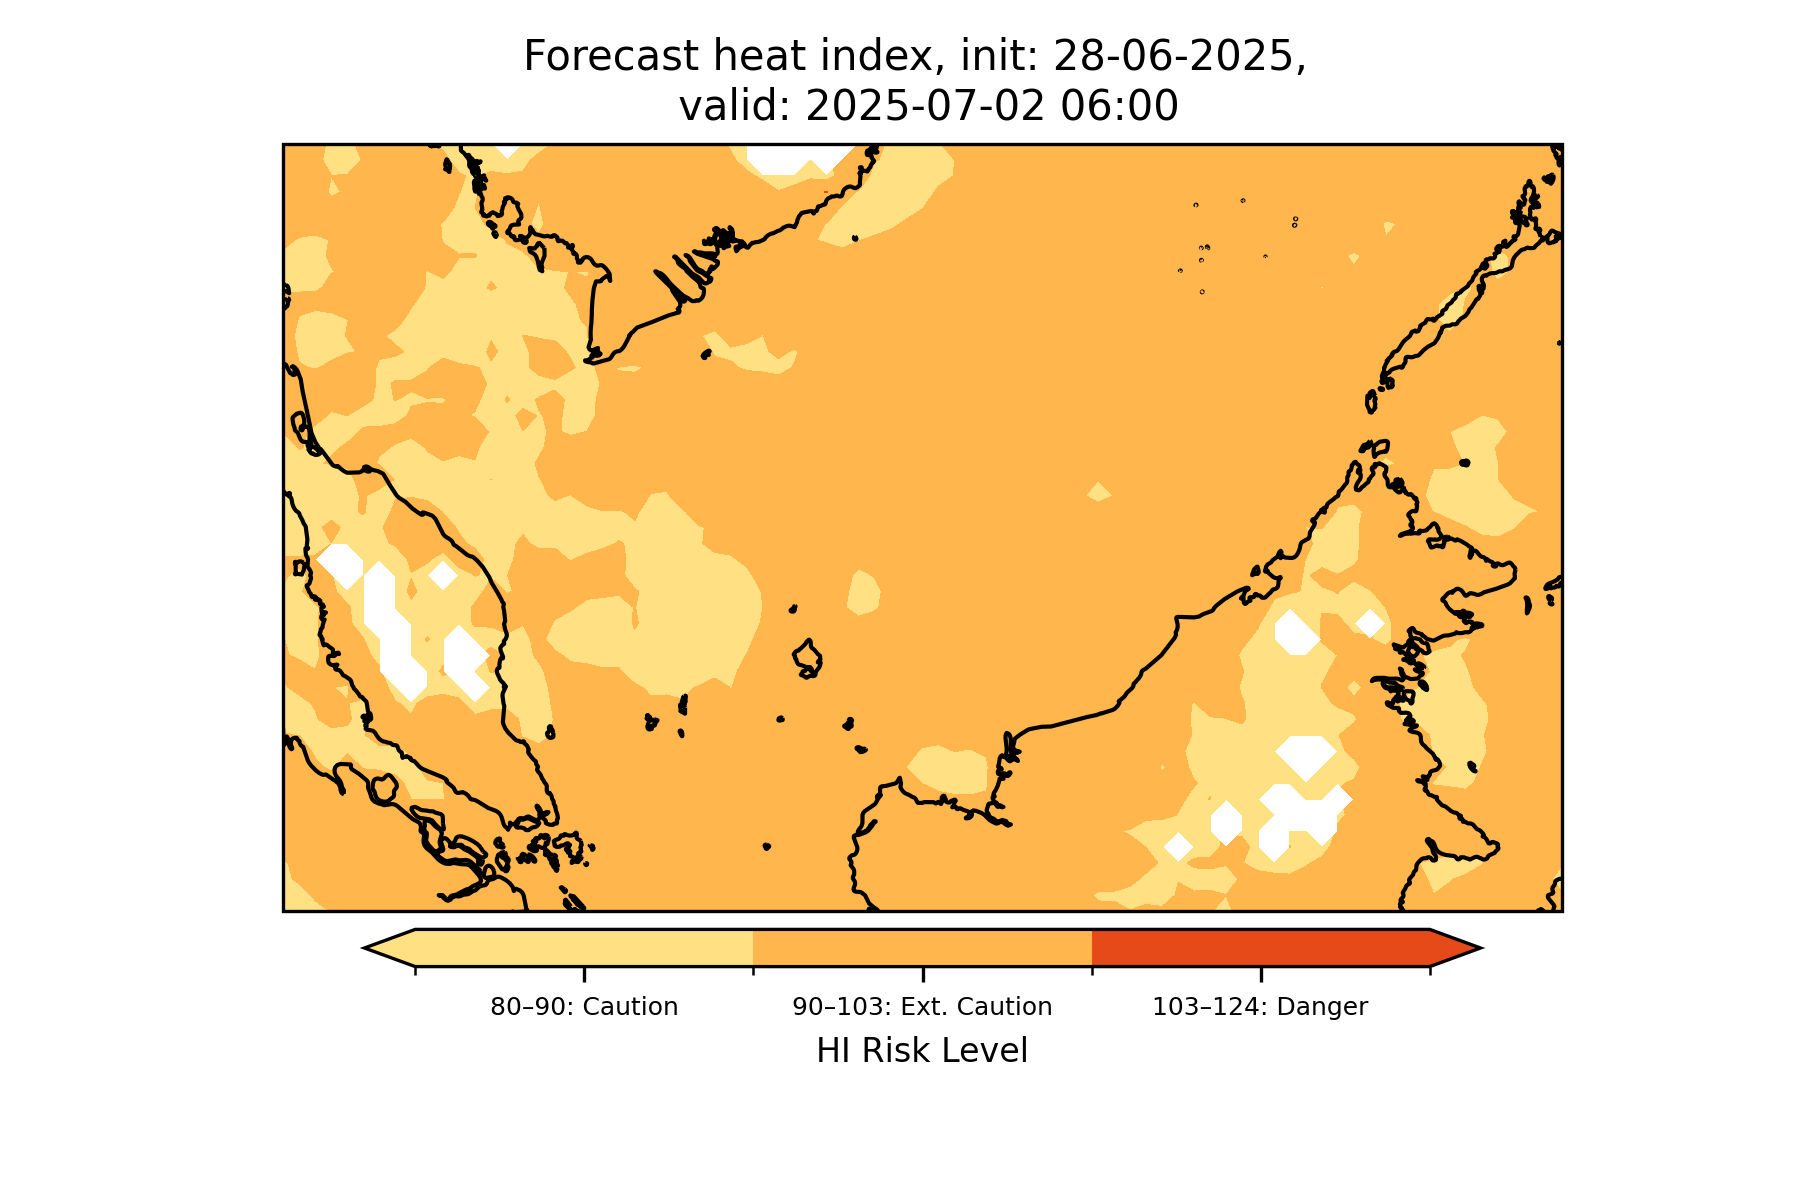 Forecast heat index, init: 28-06-2025,
valid: 2025-07-02 06:00
80–90: Caution
90–103: Ext. Caution
103–124: Danger
HI Risk Level